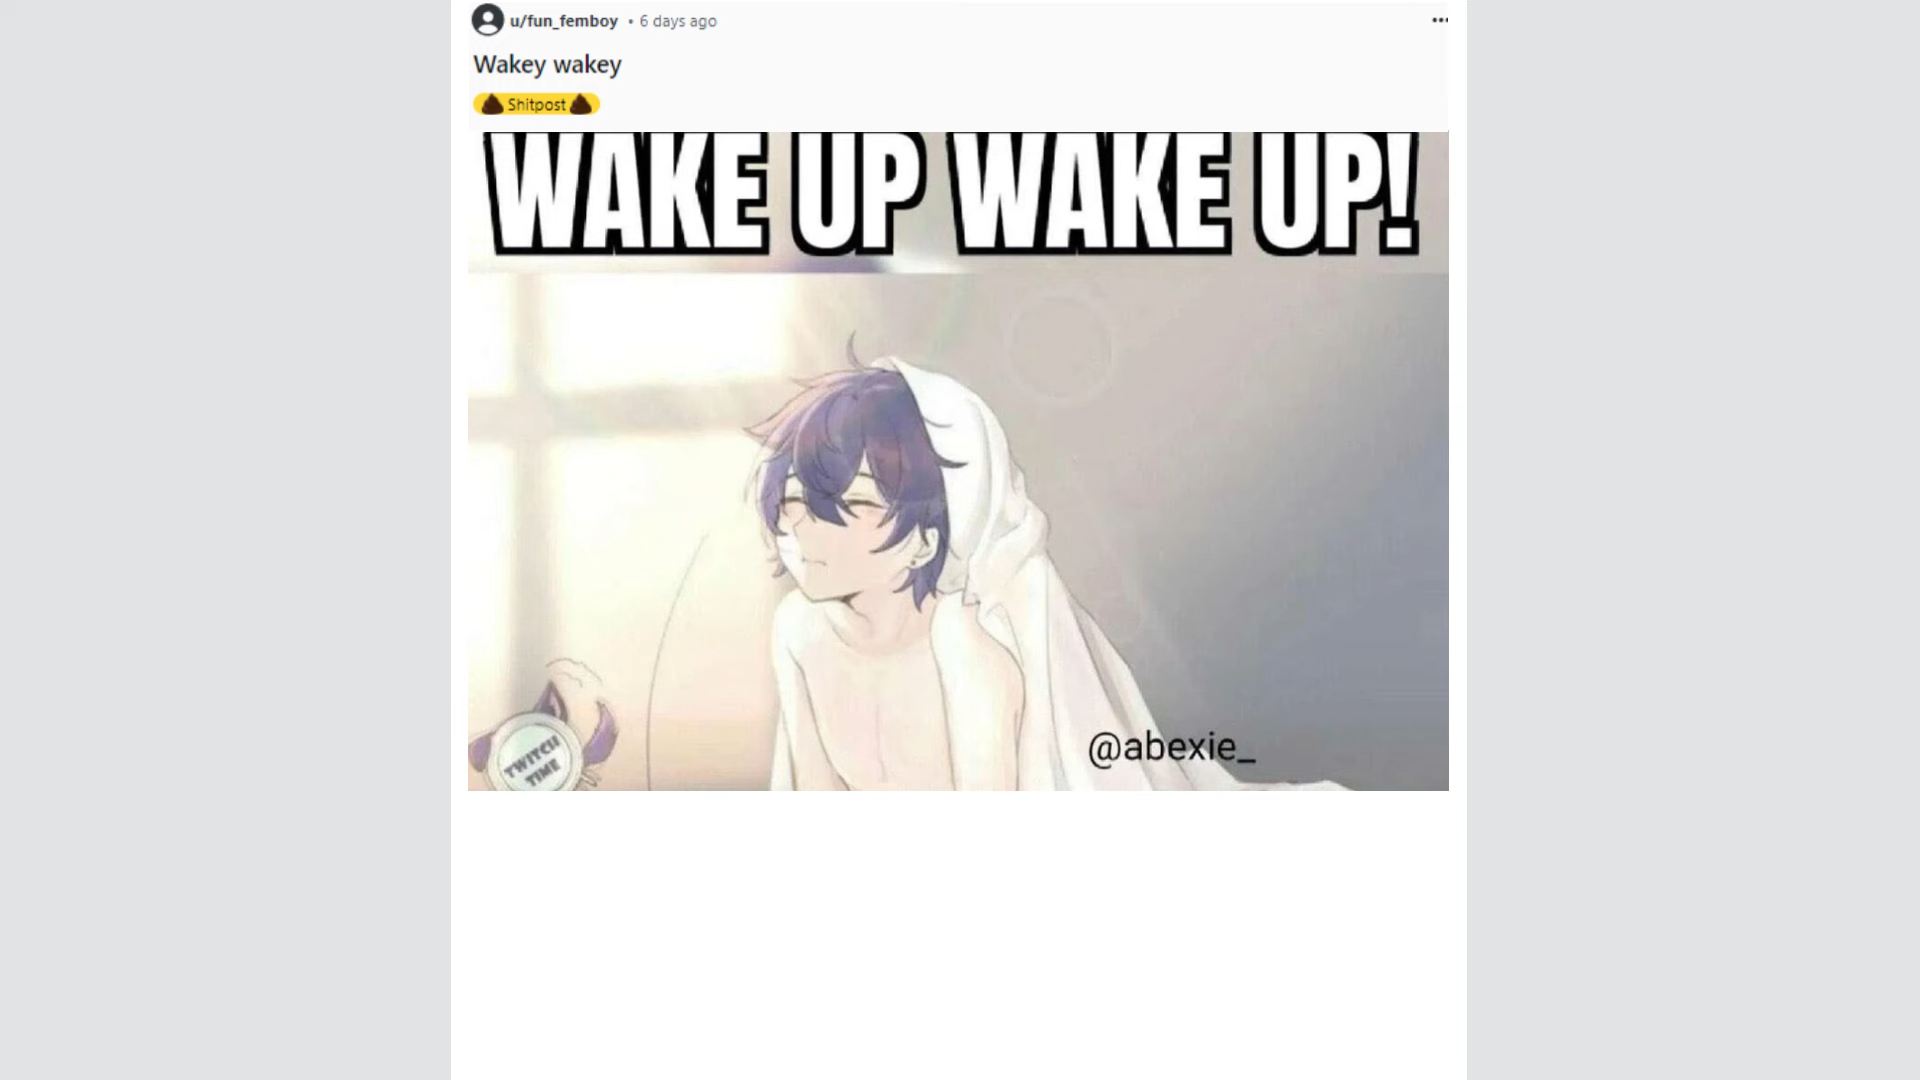 u/fun_femboy • 6 days ago
Wakey wakey
Shitpost
WAKE UP WAKE UP!
@abexie_
TWITCH
TIME